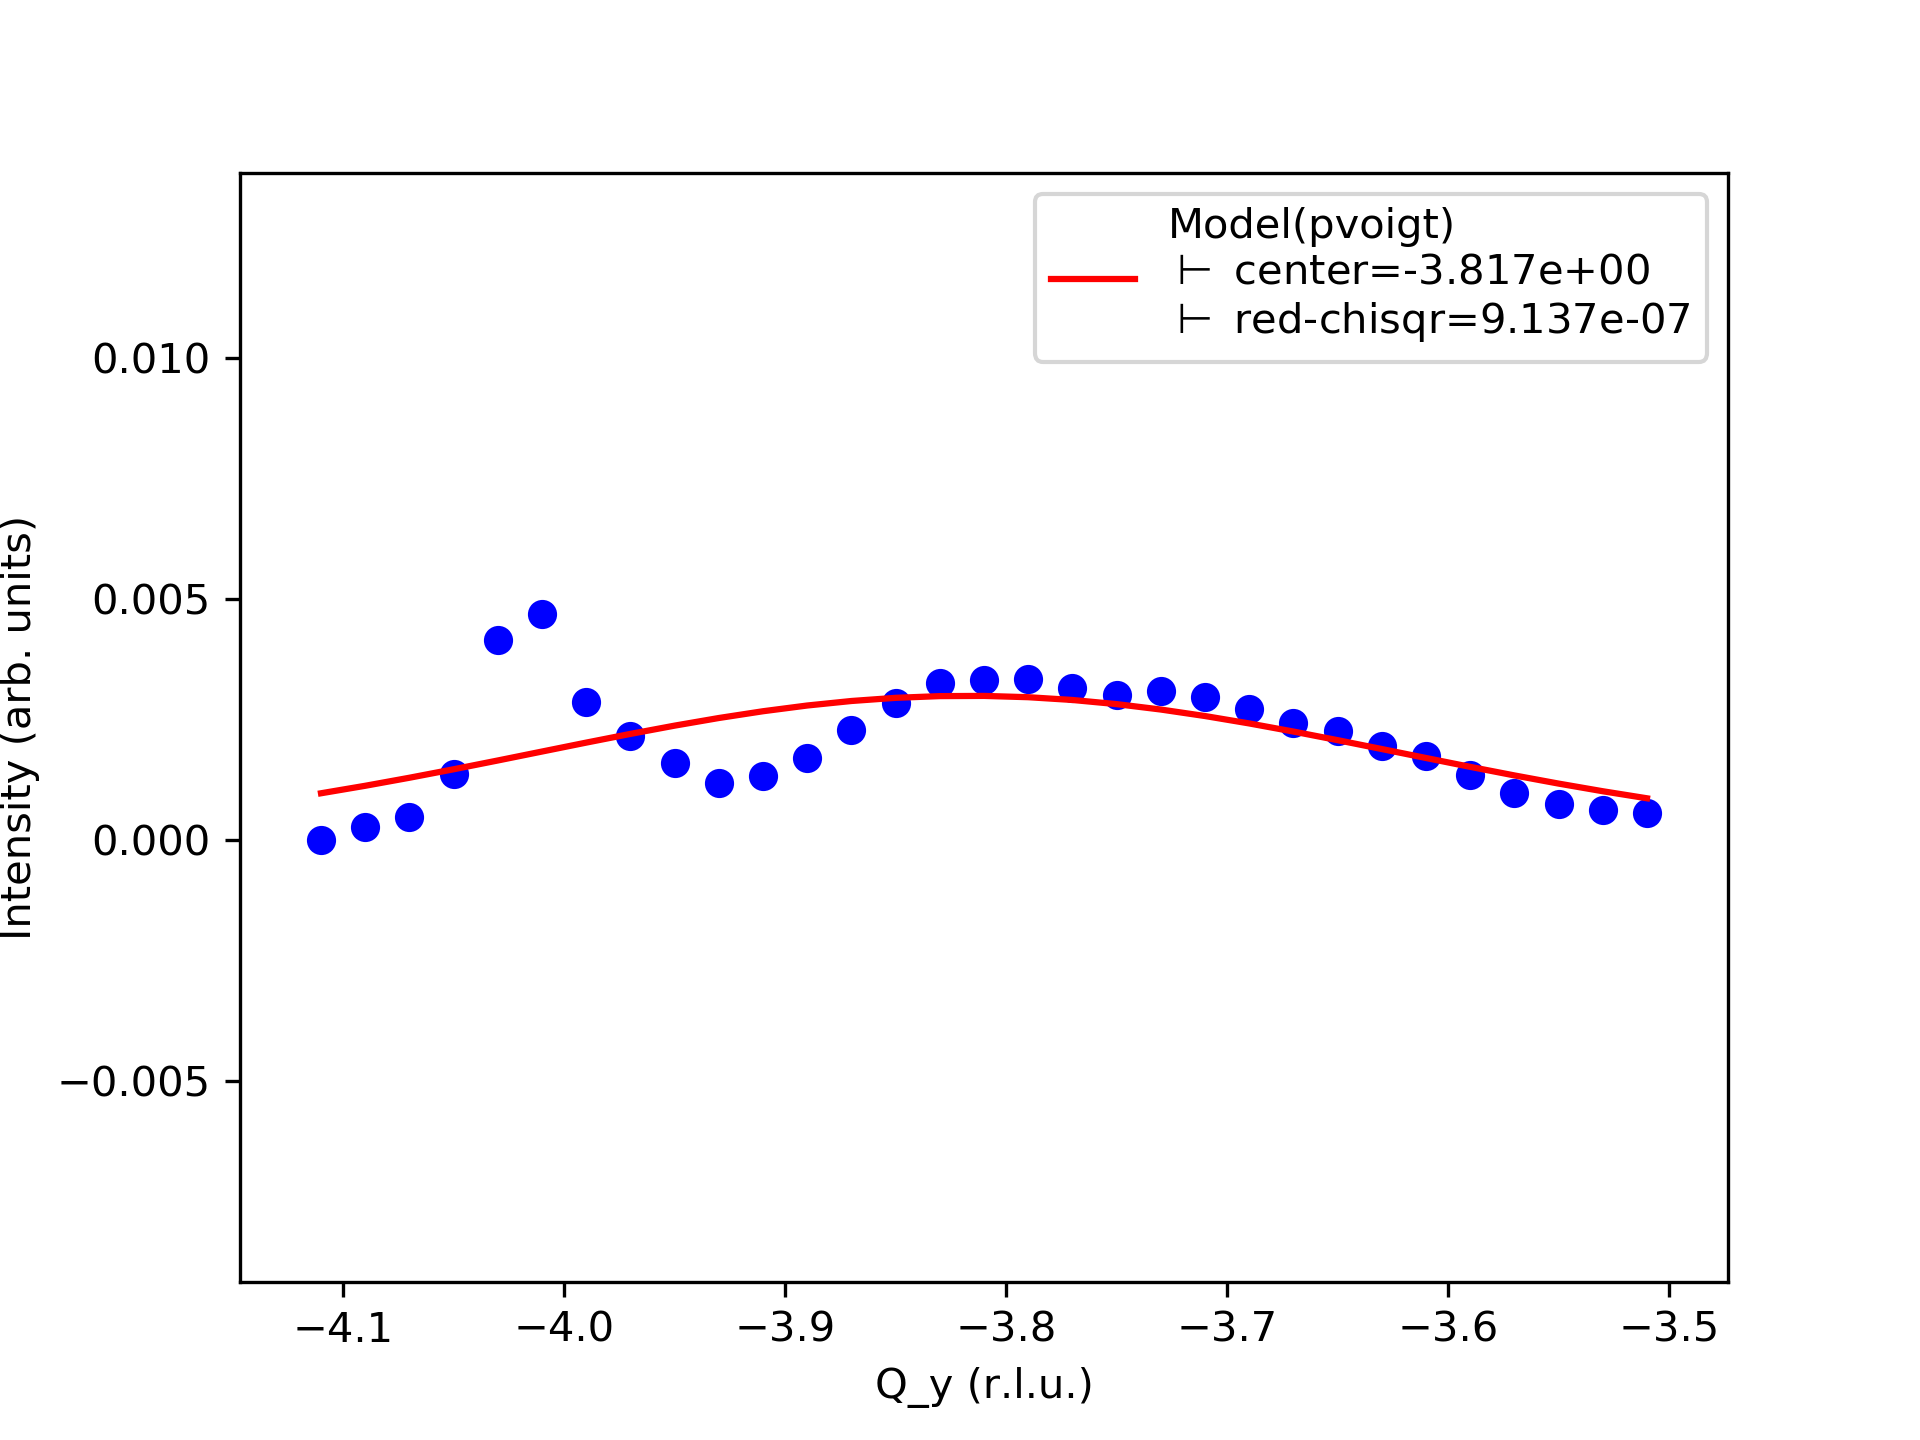 Model(pvoigt)
⊢ center=-3.817e+00
⊢ red-chisqr=9.137e-07
0.010
0.005
0.000
−0.005
Intensity (arb. units)
−4.1 −4.0 −3.9 −3.8 −3.7 −3.6 −3.5
Q_y (r.l.u.)